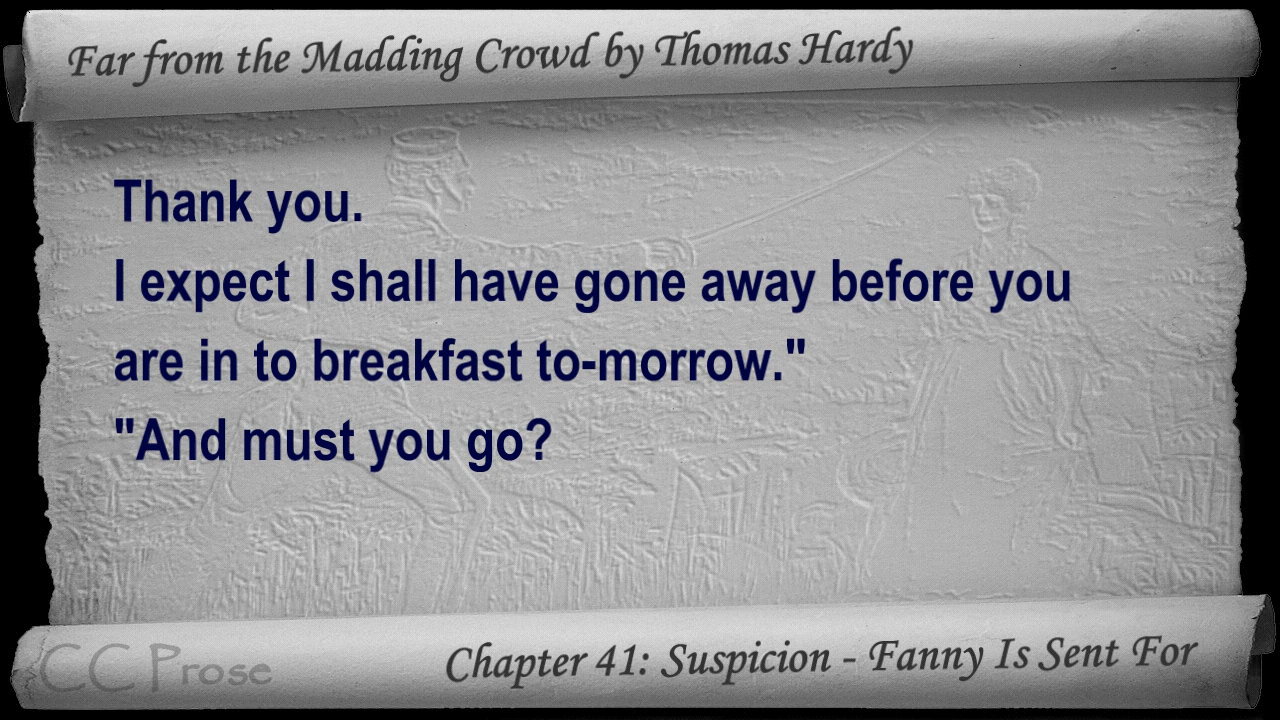 Far from the Madding Crowd by Thomas Hardy
Thank you.
I expect I shall have gone away before you
are in to breakfast to-morrow."
"And must you go?
CC Prose
Chapter 41: Suspicion - Fanny Is Sent For